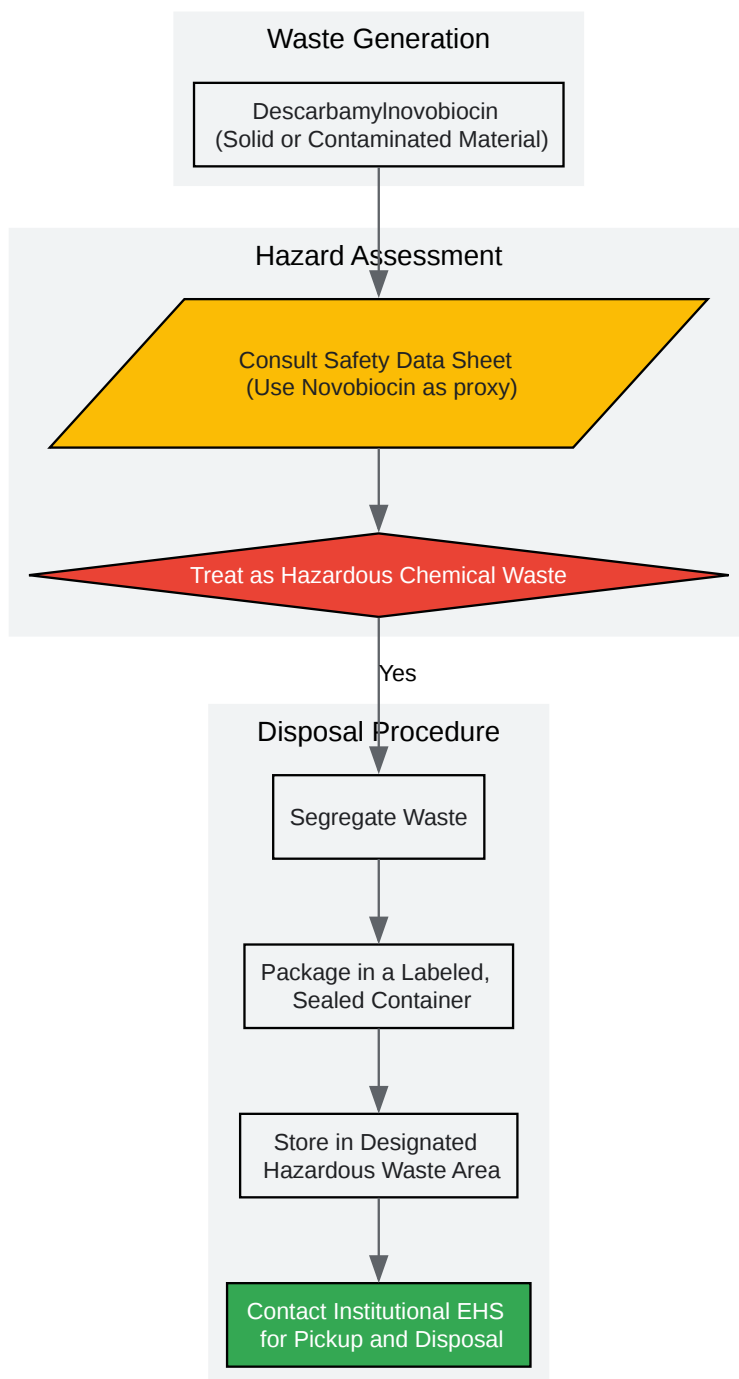 Waste Generation
Descarbamylnovobiocin
(Solid or Contaminated Material)
Hazard Assessment
Consult Safety Data Sheet
(Use Novobiocin as proxy)
Treat as Hazardous Chemical Waste
Yes
Disposal Procedure
Segregate Waste
Package in a Labeled,
Sealed Container
Store in Designated
Hazardous Waste Area
Contact Institutional EHS
for Pickup and Disposal